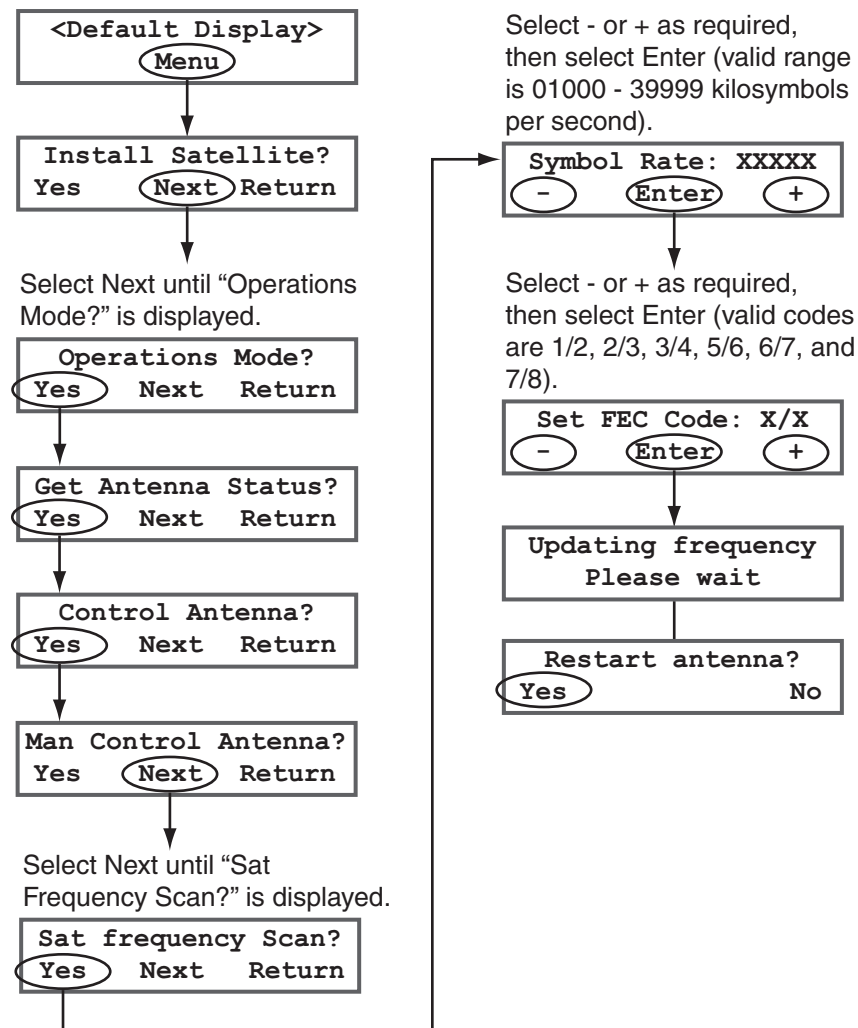 <Default Display>
Menu
Install Satellite?
Yes Next Return
Select Next until “Operations
Mode?” is displayed.
Operations Mode?
Yes Next Return
Get Antenna Status?
Yes Next Return
Control Antenna?
Yes Next Return
Man Control Antenna?
Yes Next Return
Select Next until “Sat
Frequency Scan?” is displayed.
Sat frequency Scan?
Yes Next Return
Select - or + as required,
then select Enter (valid range
is 01000 - 39999 kilosymbols
per second).
Symbol Rate: XXXXX
- Enter +
Select - or + as required,
then select Enter (valid codes
are 1/2, 2/3, 3/4, 5/6, 6/7, and
7/8).
Set FEC Code: X/X
- Enter +
Updating frequency
Please wait
Restart antenna?
Yes No